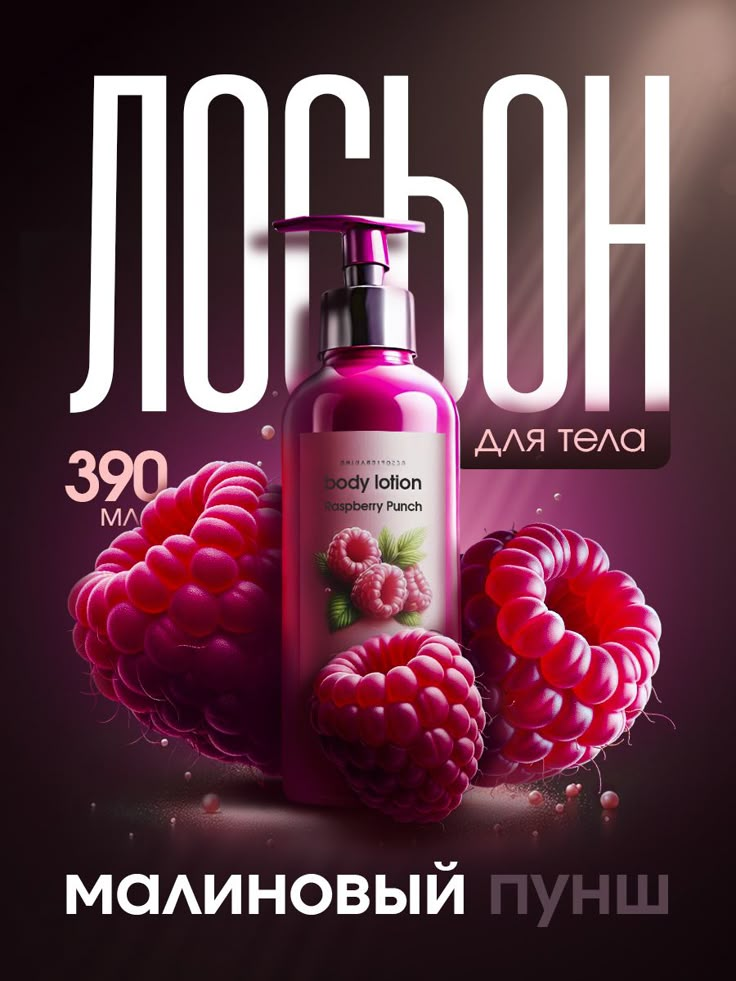 ЛОСЬОН
для тела
390
МЛ
body lotion
Raspberry Punch
малиновый пунш